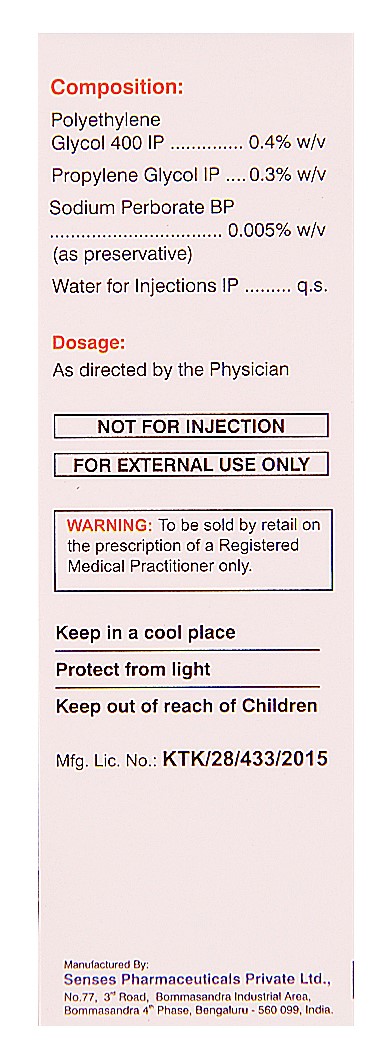 Composition:
Polyethylene
Glycol 400 IP .............. 0.4% w/v
Propylene Glycol IP .... 0.3% w/v
Sodium Perborate BP
................................. 0.005% w/v
(as preservative)
Water for Injections IP ......... q.s.
Dosage:
As directed by the Physician
NOT FOR INJECTION
FOR EXTERNAL USE ONLY
WARNING: To be sold by retail on
the prescription of a Registered
Medical Practitioner only.
Keep in a cool place
Protect from light
Keep out of reach of Children
Mfg. Lic. No.: KTK/28/433/2015
Manufactured By:
Senses Pharmaceuticals Private Ltd.,
No.77, 3rd Road, Bommasandra Industrial Area,
Bommasandra 4th Phase, Bengaluru - 560 099, India.